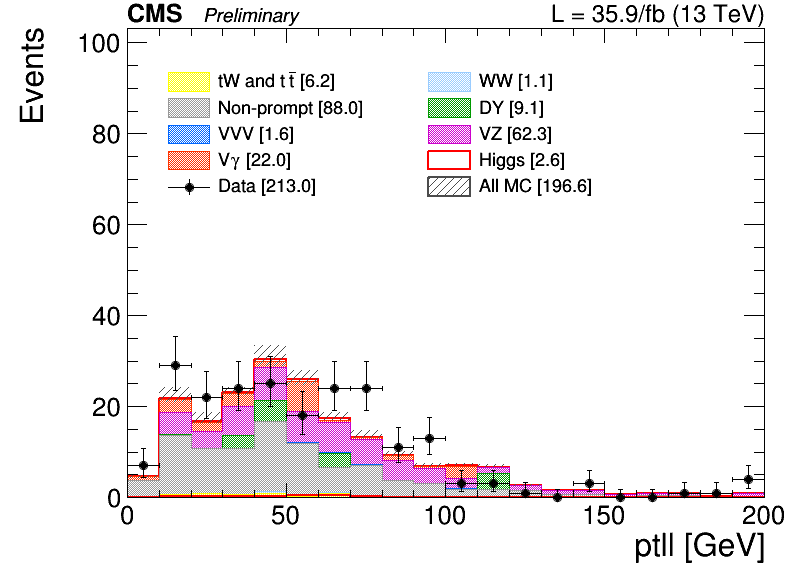 CMS Preliminary L = 35.9/fb (13 TeV)
Events
100
80
60
40
20
0
tW and t t̅ [6.2]
WW [1.1]
Non-prompt [88.0]
DY [9.1]
VVV [1.6]
VZ [62.3]
Vγ [22.0]
Higgs [2.6]
Data [213.0]
All MC [196.6]
0 50 100 150 200
ptll [GeV]